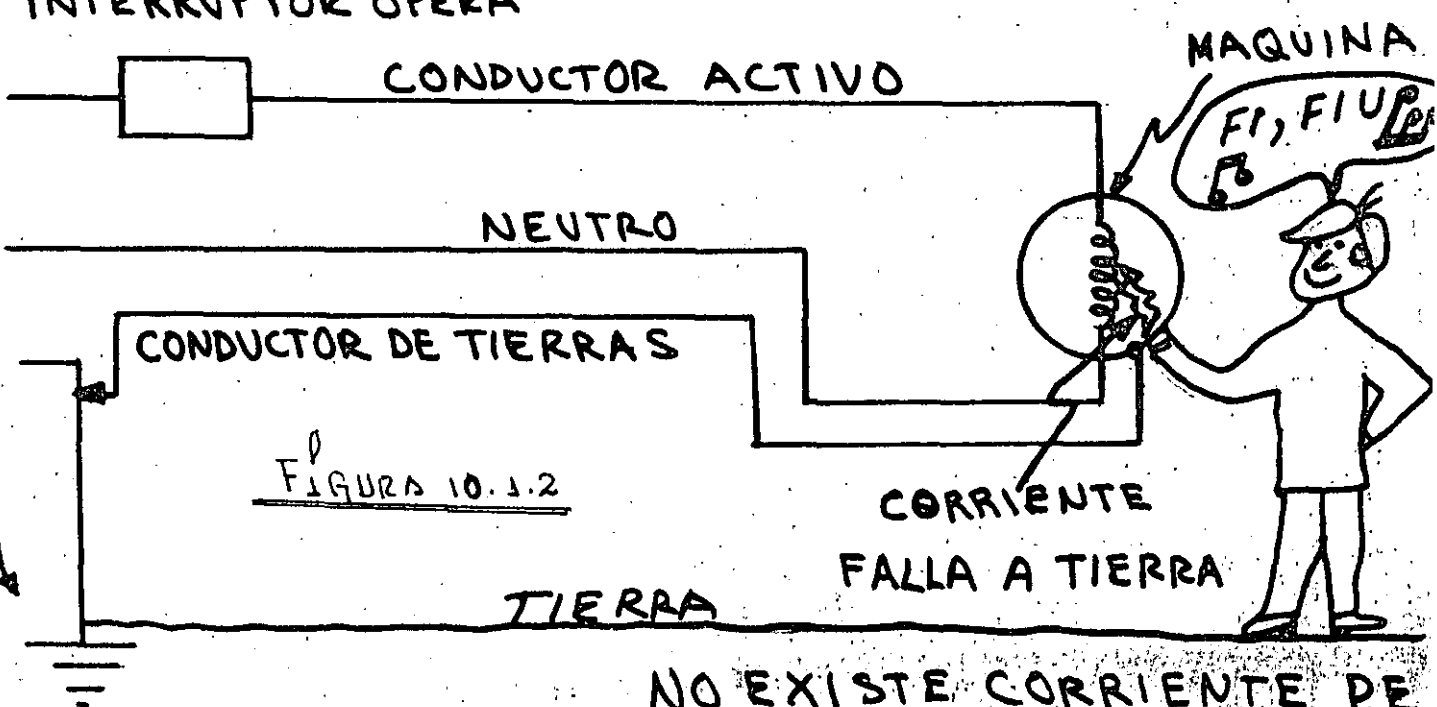 INTERRUPTOR OPERA
CONDUCTOR ACTIVO
MAQUINA
FI, FIU
NEUTRO
CONDUCTOR DE TIERRAS
FIGURA 10.1.2
CORRIENTE
FALLA A TIERRA
TIERRA
NO EXISTE CORRIENTE DE